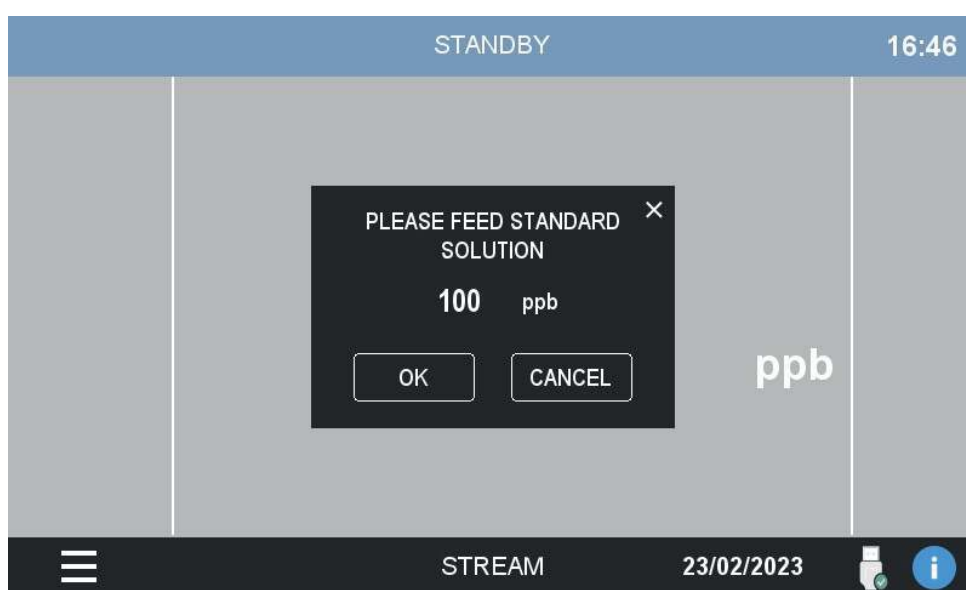 STANDBY
16:46
PLEASE FEED STANDARD
SOLUTION
100 ppb
OK
CANCEL
ppb
STREAM
23/02/2023
i